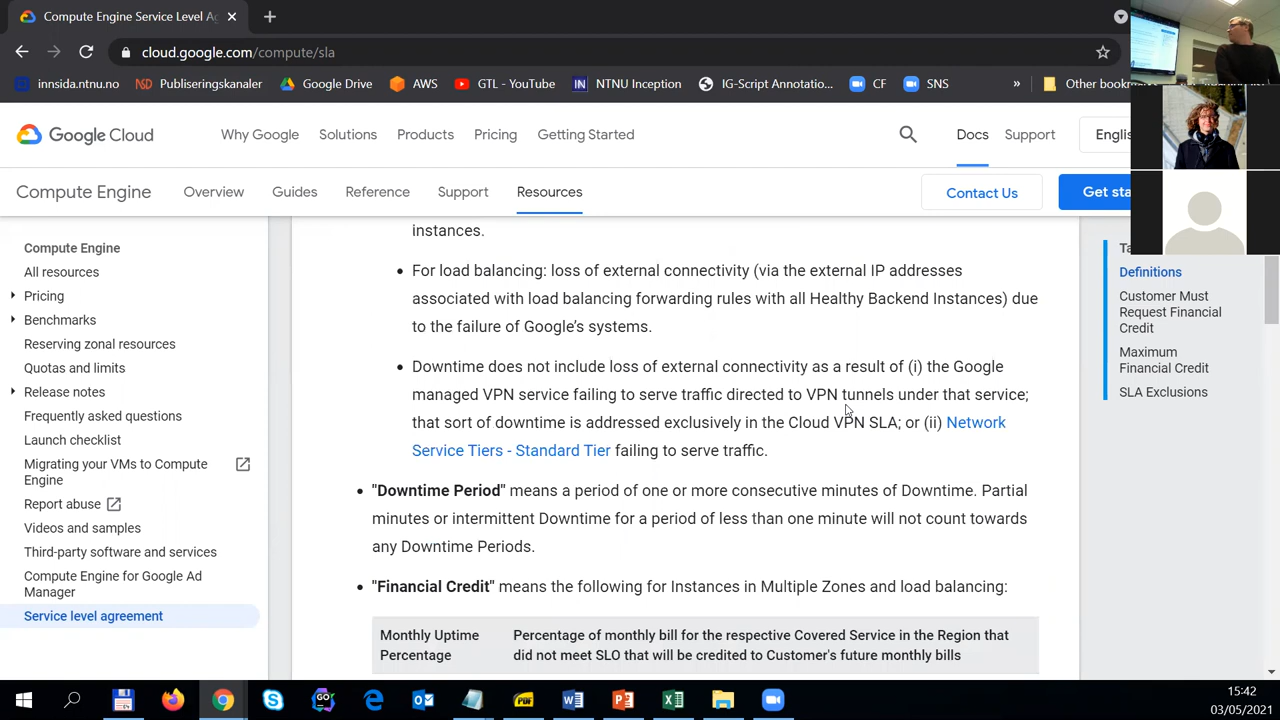 Compute Engine Service Level Ag
cloud.google.com/compute/sla
innsida.ntnu.no
Publiseringskanaler
Google Drive
AWS
GTL - YouTube
NTNU Inception
IG-Script Annotatio...
CF
SNS
»
Other bookm
Google Cloud
Why Google
Solutions
Products
Pricing
Getting Started
Docs
Support
Englis
Compute Engine
Overview
Guides
Reference
Support
Resources
Contact Us
Get sta
Compute Engine
All resources
Pricing
Benchmarks
Reserving zonal resources
Quotas and limits
Release notes
Frequently asked questions
Launch checklist
Migrating your VMs to Compute
Engine
Report abuse
Videos and samples
Third-party software and services
Compute Engine for Google Ad
Manager
Service level agreement
instances.
For load balancing: loss of external connectivity (via the external IP addresses
associated with load balancing forwarding rules with all Healthy Backend Instances) due
to the failure of Google's systems.
Downtime does not include loss of external connectivity as a result of (i) the Google
managed VPN service failing to serve traffic directed to VPN tunnels under that service;
that sort of downtime is addressed exclusively in the Cloud VPN SLA; or (ii) Network
Service Tiers - Standard Tier failing to serve traffic.
"Downtime Period" means a period of one or more consecutive minutes of Downtime. Partial
minutes or intermittent Downtime for a period of less than one minute will not count towards
any Downtime Periods.
"Financial Credit" means the following for Instances in Multiple Zones and load balancing:
Monthly Uptime
Percentage
Percentage of monthly bill for the respective Covered Service in the Region that
did not meet SLO that will be credited to Customer's future monthly bills
Ta
Definitions
Customer Must
Request Financial
Credit
Maximum
Financial Credit
SLA Exclusions
15:42
03/05/2021